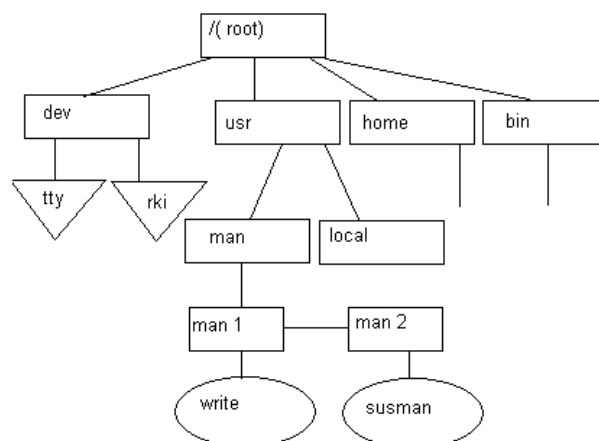 /( root)
dev
usr
home
bin
tty
rki
man
local
man 1
man 2
write
susman